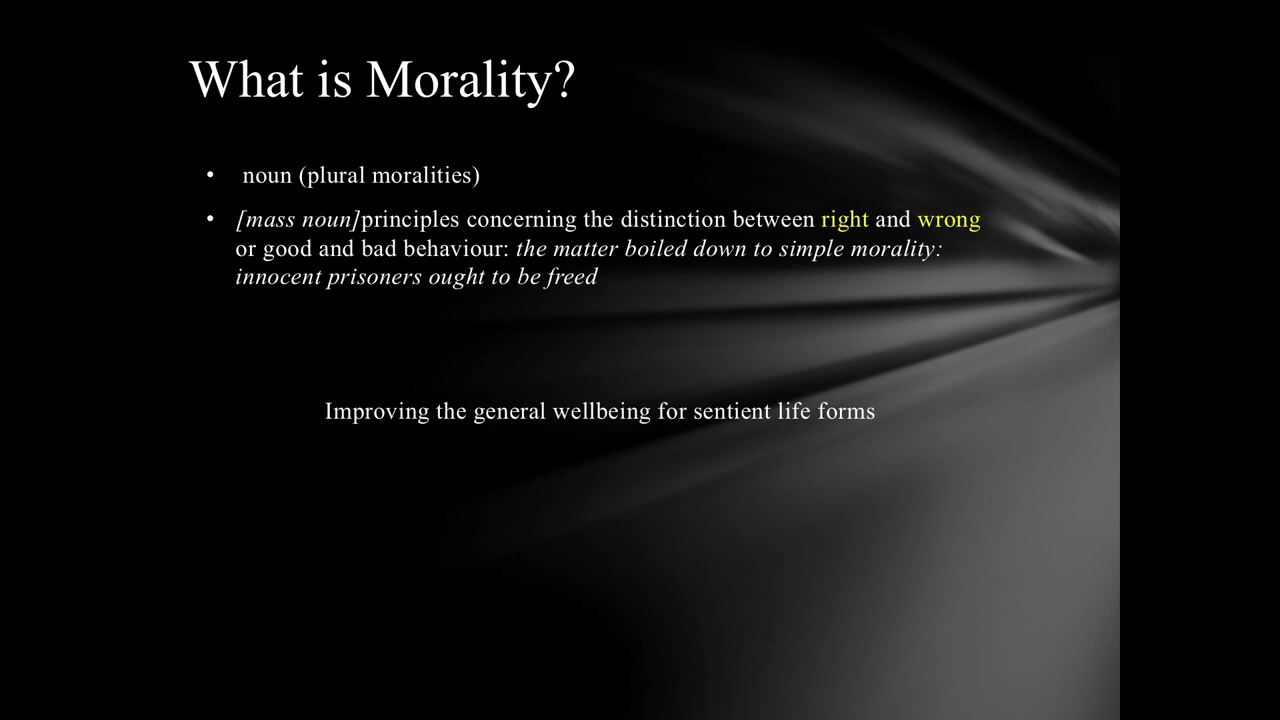 What is Morality?
• noun (plural moralities)
• [mass noun]principles concerning the distinction between right and wrong
or good and bad behaviour: the matter boiled down to simple morality:
innocent prisoners ought to be freed
Improving the general wellbeing for sentient life forms